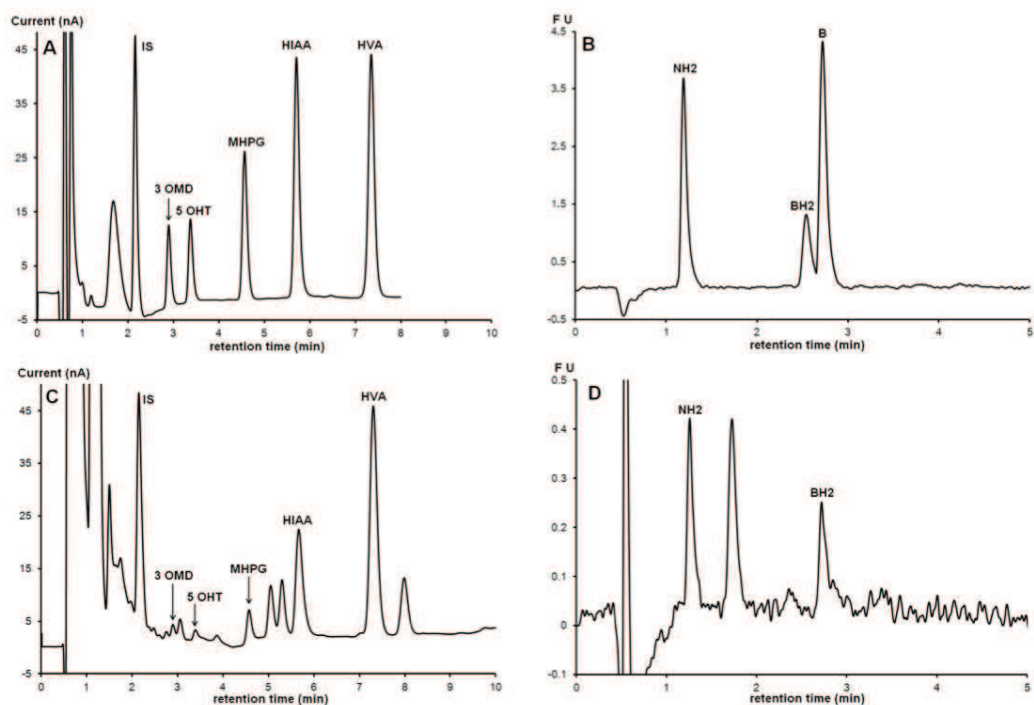 Current (nA)
A
45
35
25
15
5
-5
IS
3 OMD
5 OHT
MHPG
HIAA
HVA
0 1 2 3 4 5 6 7 8 9 10
retention time (min)
F U
B
4.5
3.5
2.5
1.5
0.5
-0.5
NH2
BH2
B
0 1 2 3 4 5
retention time (min)
Current (nA)
C
45
35
25
15
5
-5
IS
3 OMD
5 OHT
MHPG
HIAA
HVA
0 1 2 3 4 5 6 7 8 9 10
retention time (min)
F U
D
0.5
0.4
0.3
0.2
0.1
0
-0.1
NH2
BH2
0 1 2 3 4 5
retention time (min)